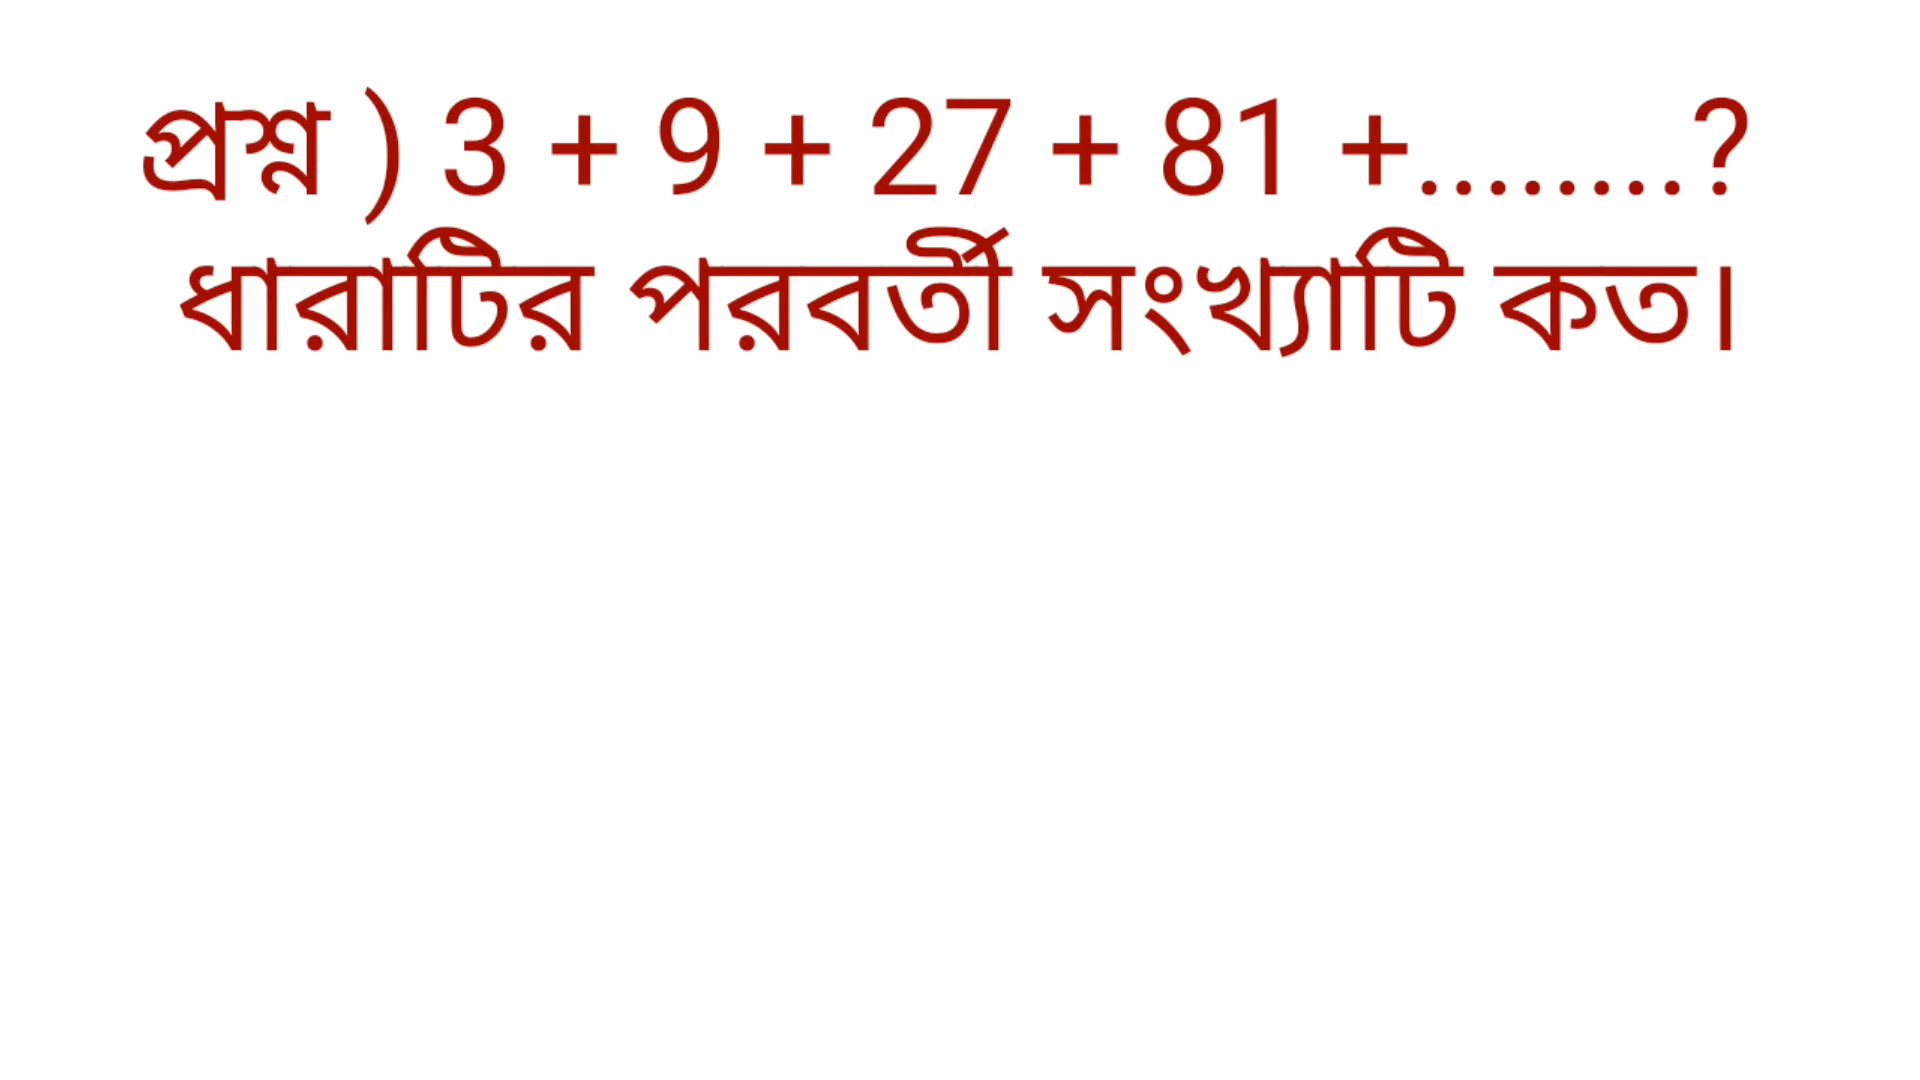 প্রশ্ন ) 3 + 9 + 27 + 81 +........?
ধারাটির পরবর্তী সংখ্যাটি কত।